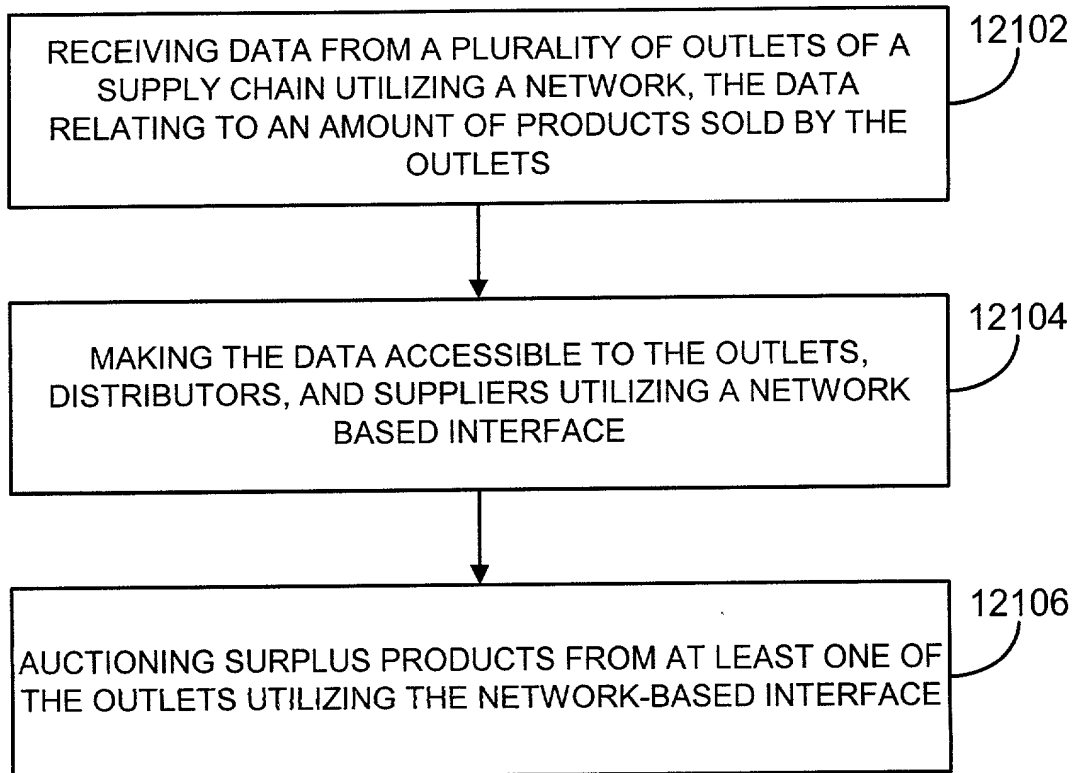 12102
RECEIVING DATA FROM A PLURALITY OF OUTLETS OF A
SUPPLY CHAIN UTILIZING A NETWORK, THE DATA
RELATING TO AN AMOUNT OF PRODUCTS SOLD BY THE
OUTLETS
12104
MAKING THE DATA ACCESSIBLE TO THE OUTLETS,
DISTRIBUTORS, AND SUPPLIERS UTILIZING A NETWORK
BASED INTERFACE
12106
AUCTIONING SURPLUS PRODUCTS FROM AT LEAST ONE OF
THE OUTLETS UTILIZING THE NETWORK-BASED INTERFACE